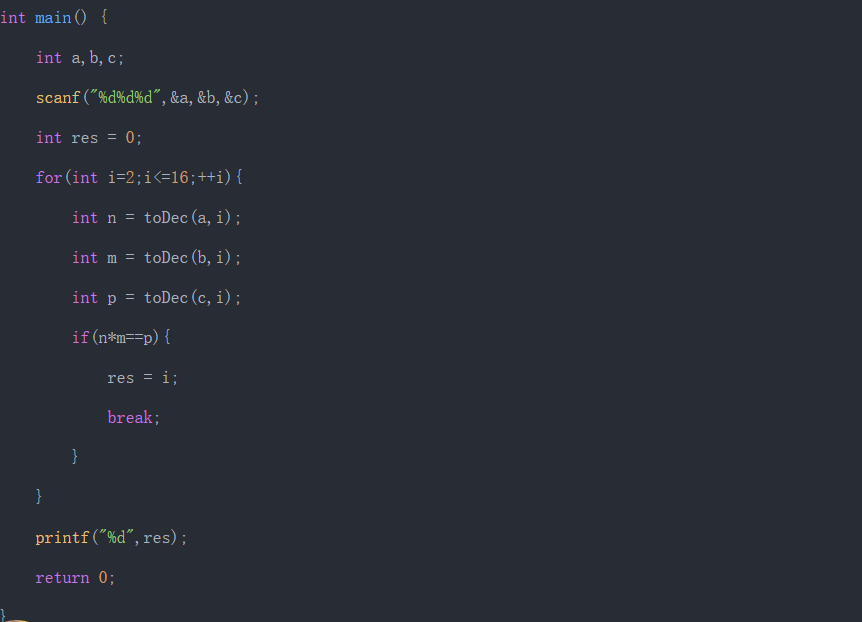 int main() {
    int a,b,c;
    scanf("%d%d%d",&a,&b,&c);
    int res = 0;
    for(int i=2;i<=16;++i){
        int n = toDec(a,i);
        int m = toDec(b,i);
        int p = toDec(c,i);
        if(n*m==p){
            res = i;
            break;
        }
    }
    printf("%d",res);
    return 0;
}